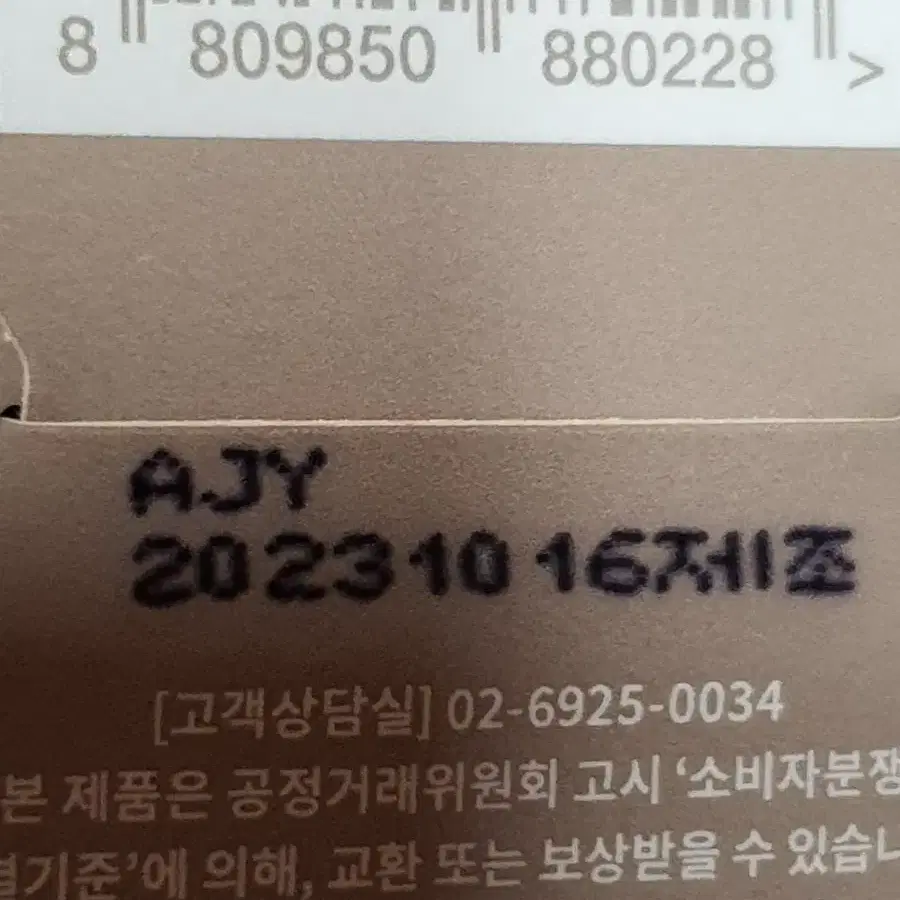 8 809850 880228 >
AJY
20231016제조
[고객상담실] 02-6925-0034
본 제품은 공정거래위원회 고시 ‘소비자분쟁
결기준’에 의해, 교환 또는 보상받을 수 있습니